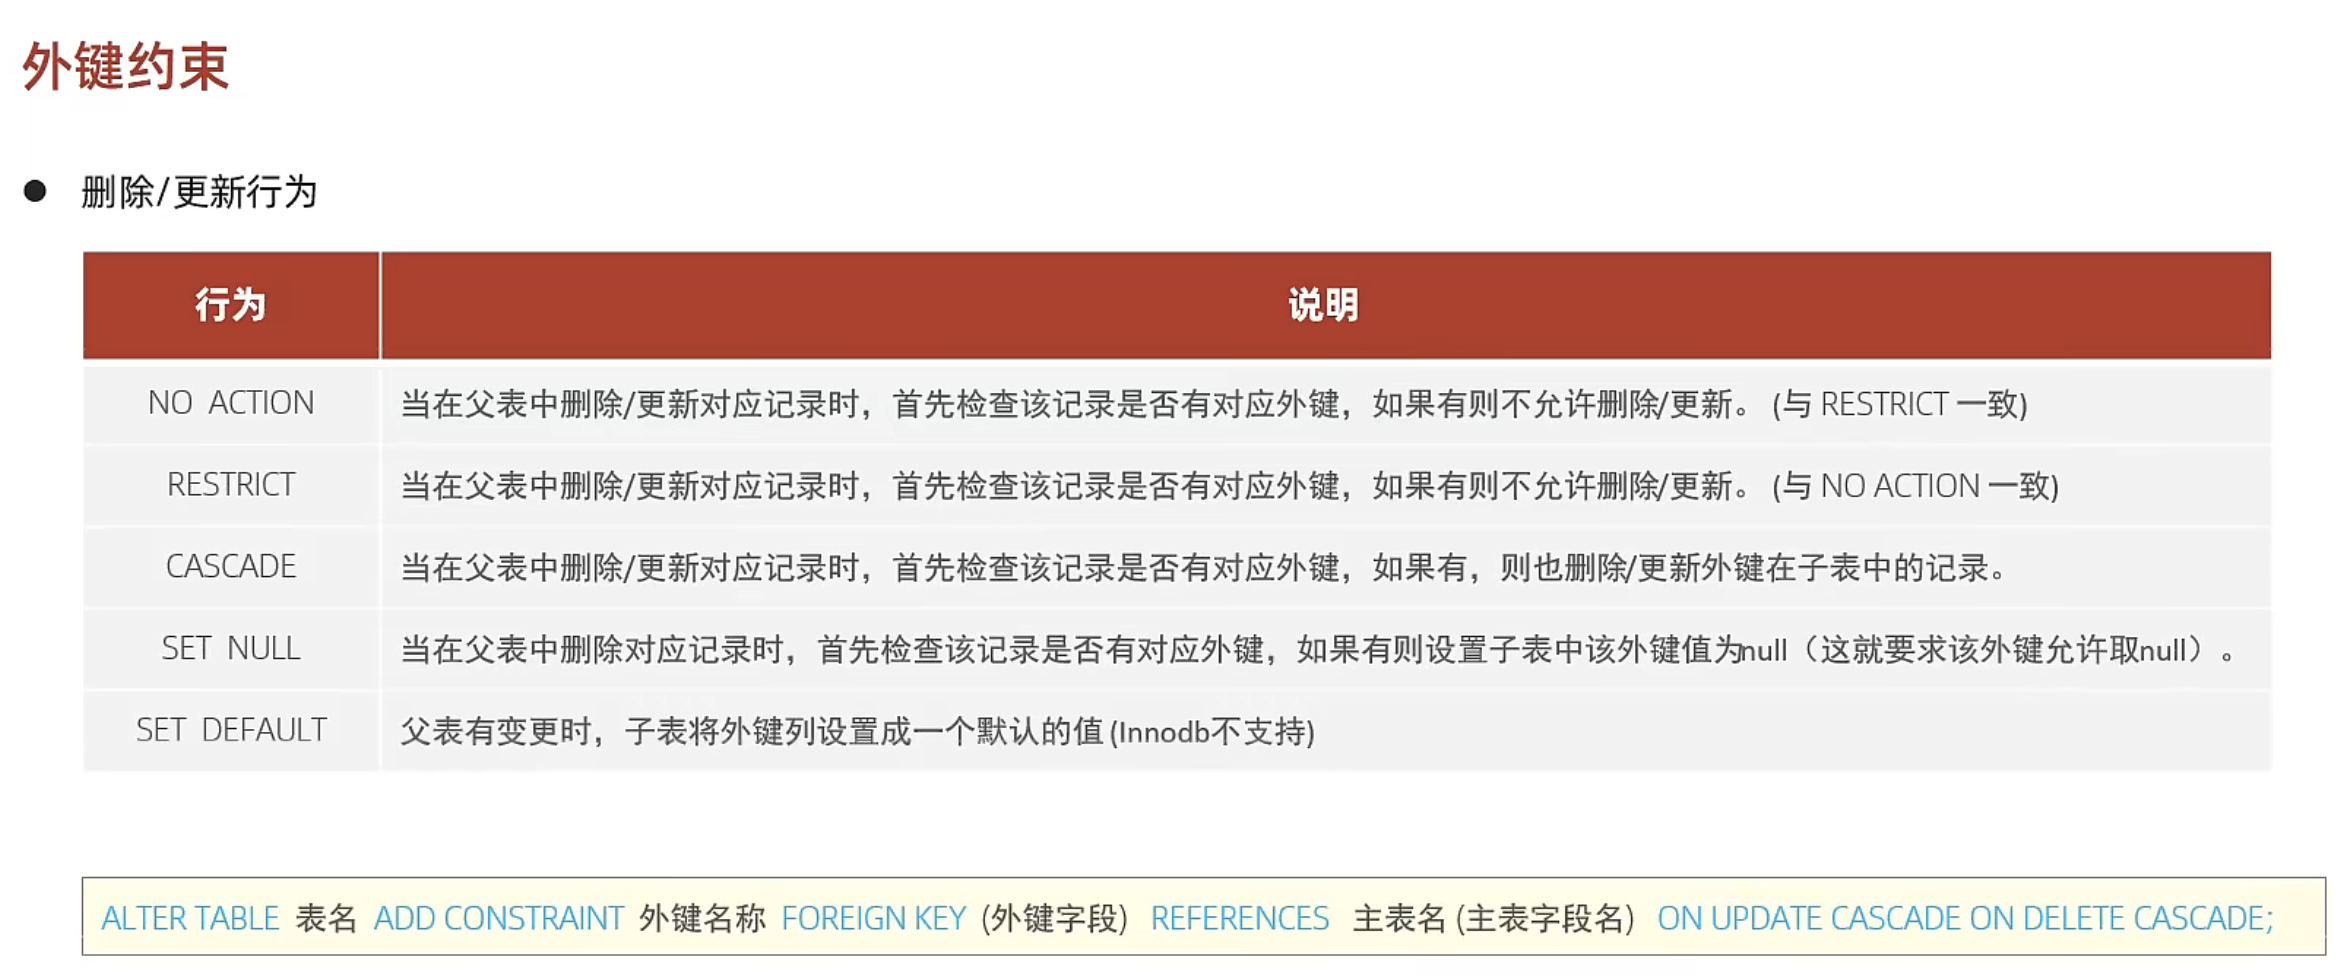 外键约束
● 删除/更新行为
行为 说明
NO ACTION 当在父表中删除/更新对应记录时，首先检查该记录是否有对应外键，如果有则不允许删除/更新。 (与 RESTRICT 一致)
RESTRICT 当在父表中删除/更新对应记录时，首先检查该记录是否有对应外键，如果有则不允许删除/更新。 (与 NO ACTION 一致)
CASCADE 当在父表中删除/更新对应记录时，首先检查该记录是否有对应外键，如果有，则也删除/更新外键在子表中的记录。
SET NULL 当在父表中删除对应记录时，首先检查该记录是否有对应外键，如果有则设置子表中该外键值为null（这就要求该外键允许取null）。
SET DEFAULT 父表有变更时，子表将外键列设置成一个默认的值 (Innodb不支持)
ALTER TABLE 表名 ADD CONSTRAINT 外键名称 FOREIGN KEY (外键字段) REFERENCES 主表名 (主表字段名) ON UPDATE CASCADE ON DELETE CASCADE;